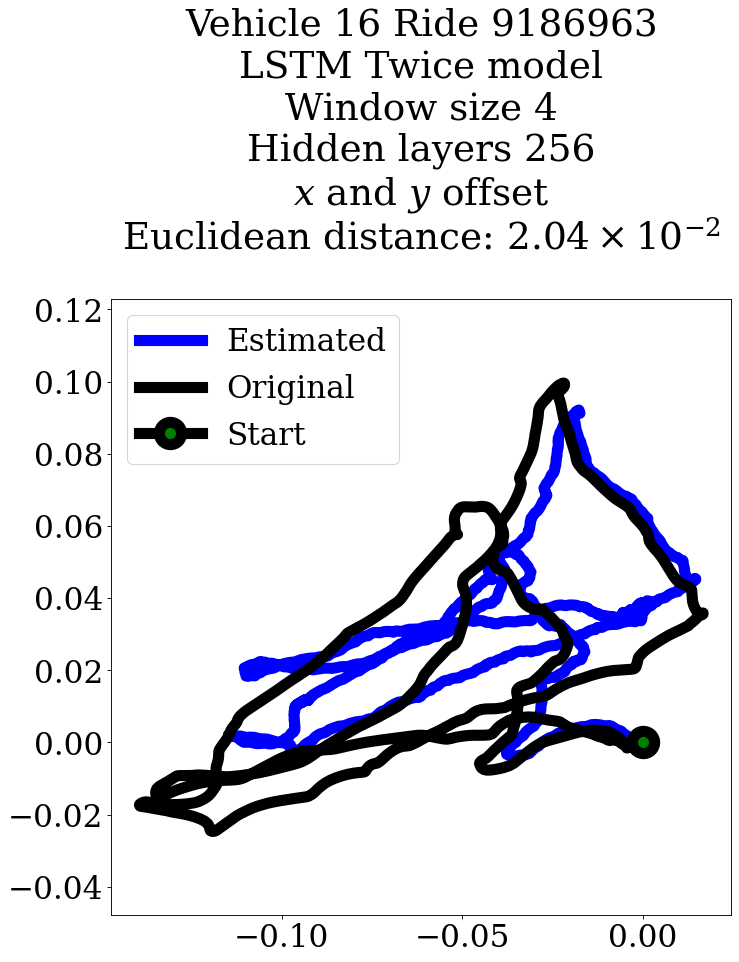 Vehicle 16 Ride 9186963
LSTM Twice model
Window size 4
Hidden layers 256
x and y offset
Euclidean distance: 2.04 × 10⁻²
Estimated
Original
Start
0.12
0.10
0.08
0.06
0.04
0.02
0.00
−0.02
−0.04
−0.10 −0.05 0.00